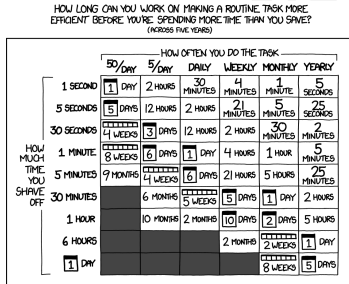 HOW LONG CAN YOU WORK ON MAKING A ROUTINE TASK MORE
EFFICIENT BEFORE YOU'RE SPENDING MORE TIME THAN YOU SAVE?
(ACROSS FIVE YEARS)
HOW OFTEN YOU DO THE TASK
50/DAY 5/DAY DAILY WEEKLY MONTHLY YEARLY
HOW MUCH TIME YOU SHAVE OFF
1 SECOND 1 DAY 2 HOURS 30 MINUTES 4 MINUTES 1 MINUTE 5 SECONDS
5 SECONDS 5 DAYS 12 HOURS 2 HOURS 21 MINUTES 5 MINUTES 25 SECONDS
30 SECONDS 4 WEEKS 3 DAYS 12 HOURS 2 HOURS 30 MINUTES 2 MINUTES
1 MINUTE 8 WEEKS 6 DAYS 1 DAY 4 HOURS 1 HOUR 5 MINUTES
5 MINUTES 9 MONTHS 4 WEEKS 6 DAYS 21 HOURS 5 HOURS 25 MINUTES
30 MINUTES 6 MONTHS 5 WEEKS 5 DAYS 1 DAY 2 HOURS
1 HOUR 10 MONTHS 2 MONTHS 10 DAYS 2 DAYS 5 HOURS
6 HOURS 2 MONTHS 2 WEEKS 1 DAY
1 DAY 8 WEEKS 5 DAYS